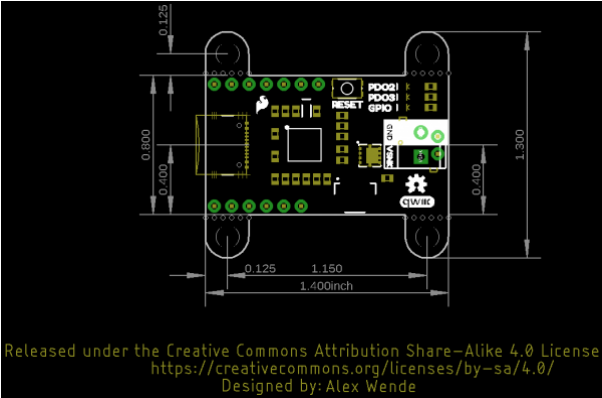 0.125
RESET
PDO2
PDO3
GPIO
GND
VSNK
0.800
0.400
1.300
0.400
qwiic
0.125
1.150
1.400inch
Released under the Creative Commons Attribution Share-Alike 4.0 License
https://creativecommons.org/licenses/by-sa/4.0/
Designed by: Alex Wende